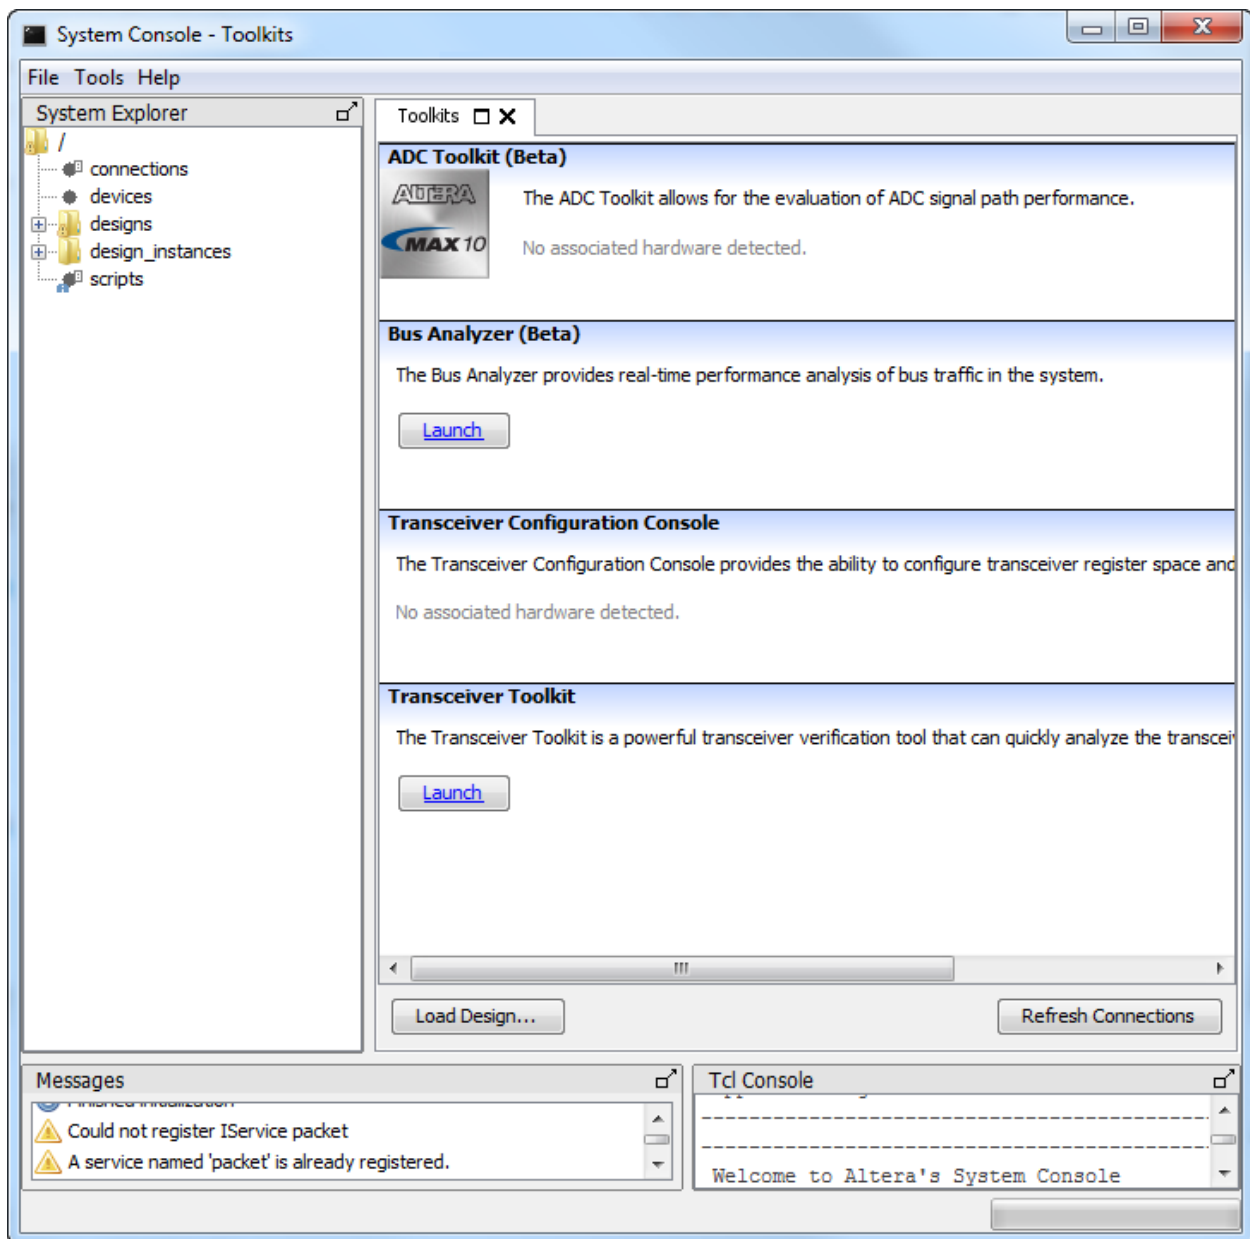 System Console - Toolkits
File Tools Help
System Explorer
/
connections
devices
designs
design_instances
scripts
Toolkits
ADC Toolkit (Beta)
ALTERA
MAX 10
The ADC Toolkit allows for the evaluation of ADC signal path performance.
No associated hardware detected.
Bus Analyzer (Beta)
The Bus Analyzer provides real-time performance analysis of bus traffic in the system.
Launch
Transceiver Configuration Console
The Transceiver Configuration Console provides the ability to configure transceiver register space and
No associated hardware detected.
Transceiver Toolkit
The Transceiver Toolkit is a powerful transceiver verification tool that can quickly analyze the transcei
Launch
Load Design...
Refresh Connections
Messages
Finished initialization
Could not register IService packet
A service named 'packet' is already registered.
Tcl Console
Welcome to Altera's System Console